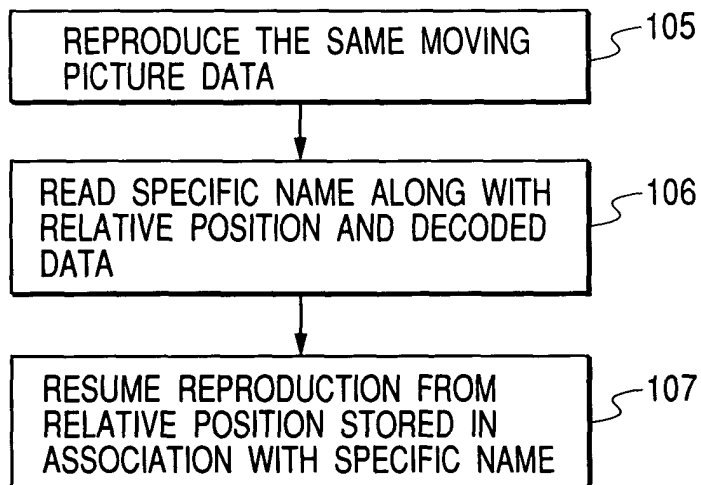 REPRODUCE THE SAME MOVING
PICTURE DATA
105
READ SPECIFIC NAME ALONG WITH
RELATIVE POSITION AND DECODED
DATA
106
RESUME REPRODUCTION FROM
RELATIVE POSITION STORED IN
ASSOCIATION WITH SPECIFIC NAME
107